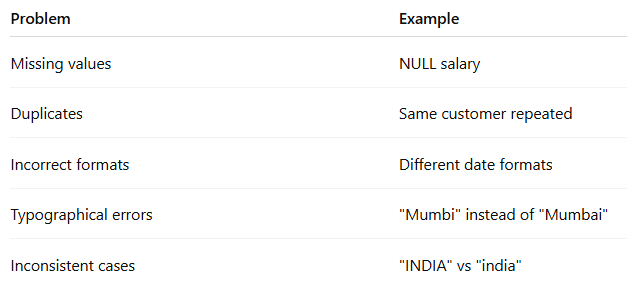 Problem Example
Missing values NULL salary
Duplicates Same customer repeated
Incorrect formats Different date formats
Typographical errors "Mumbi" instead of "Mumbai"
Inconsistent cases "INDIA" vs "india"